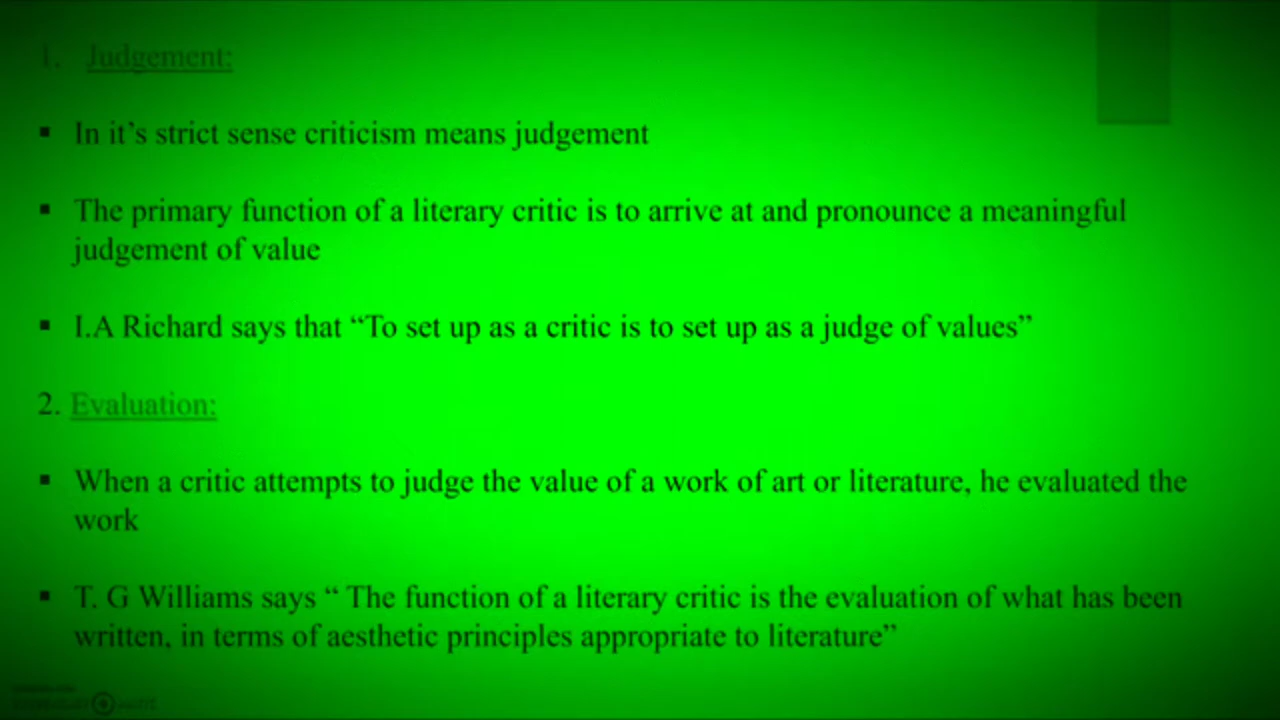 1. Judgement:
▪ In it’s strict sense criticism means judgement
▪ The primary function of a literary critic is to arrive at and pronounce a meaningful
judgement of value
▪ I.A Richard says that “To set up as a critic is to set up as a judge of values”
2. Evaluation:
▪ When a critic attempts to judge the value of a work of art or literature, he evaluated the
work
▪ T. G Williams says “ The function of a literary critic is the evaluation of what has been
written, in terms of aesthetic principles appropriate to literature”